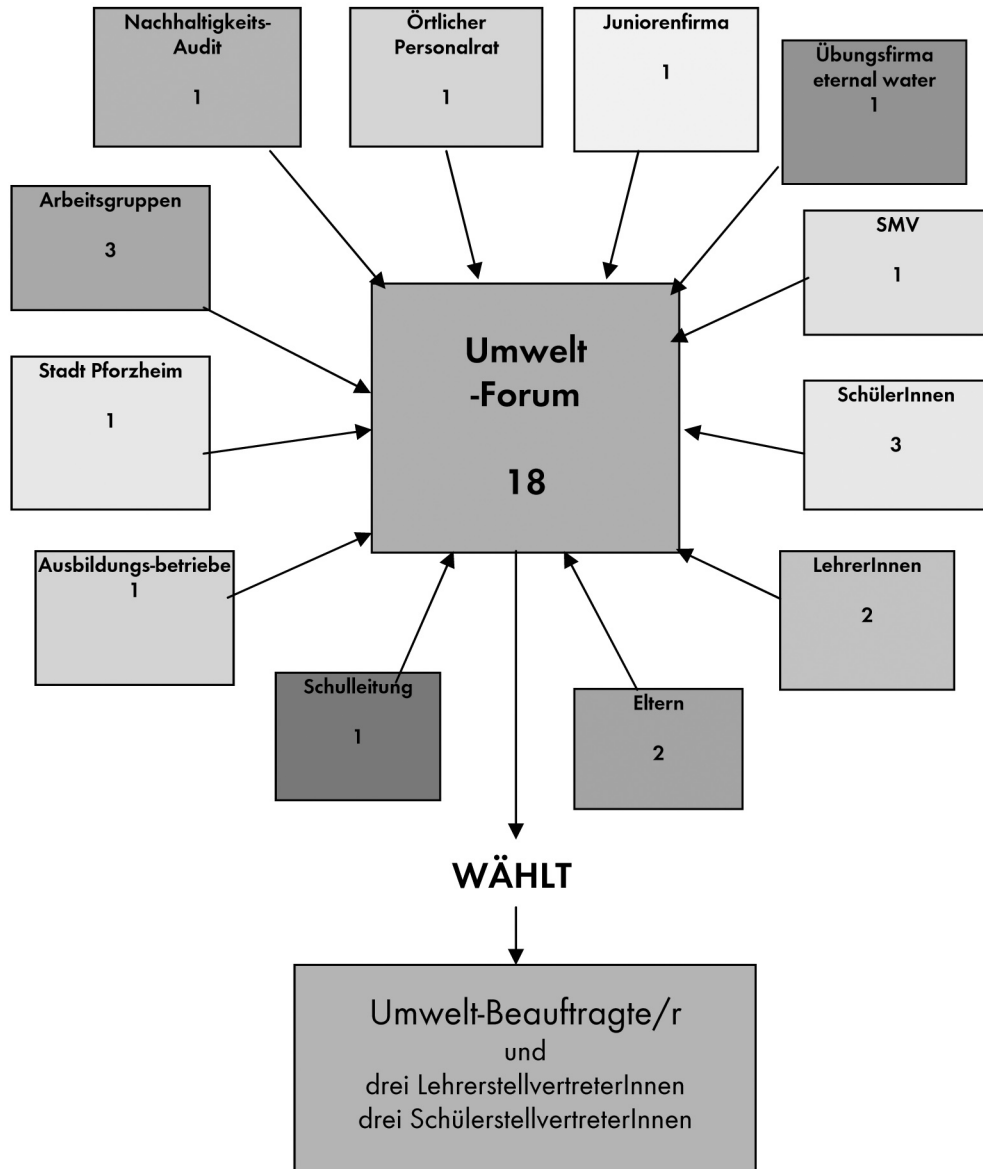 Nachhaltigkeits-
Audit
1
Örtlicher
Personalrat
1
Juniorenfirma
1
Übungsfirma
eternal water
1
Arbeitsgruppen
3
SMV
1
Stadt Pforzheim
1
Umwelt
-Forum
18
SchülerInnen
3
Ausbildungs-betriebe
1
LehrerInnen
2
Schulleitung
1
Eltern
2
WÄHLT
Umwelt-Beauftragte/r
und
drei LehrerstellvertreterInnen
drei SchülerstellvertreterInnen